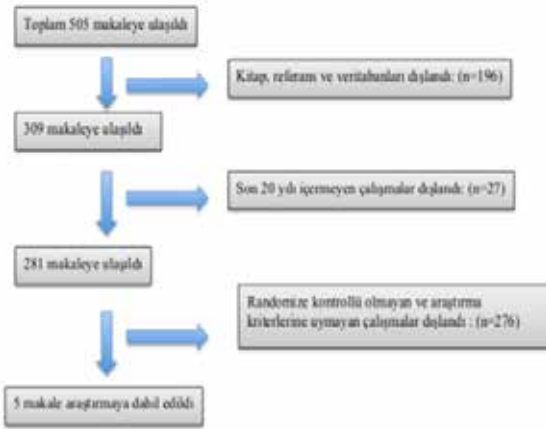 Toplam 505 makaleye ulaşıldı
Kitap, referans ve veritabanları dışlandı: (n=196)
309 makaleye ulaşıldı
Son 20 yılı içermeyen çalışmalar dışlandı: (n=27)
281 makaleye ulaşıldı
Randomize kontrollü olmayan ve araştırma
kriterlerine uymayan çalışmalar dışlandı : (n=276)
5 makale araştırmaya dahil edildi